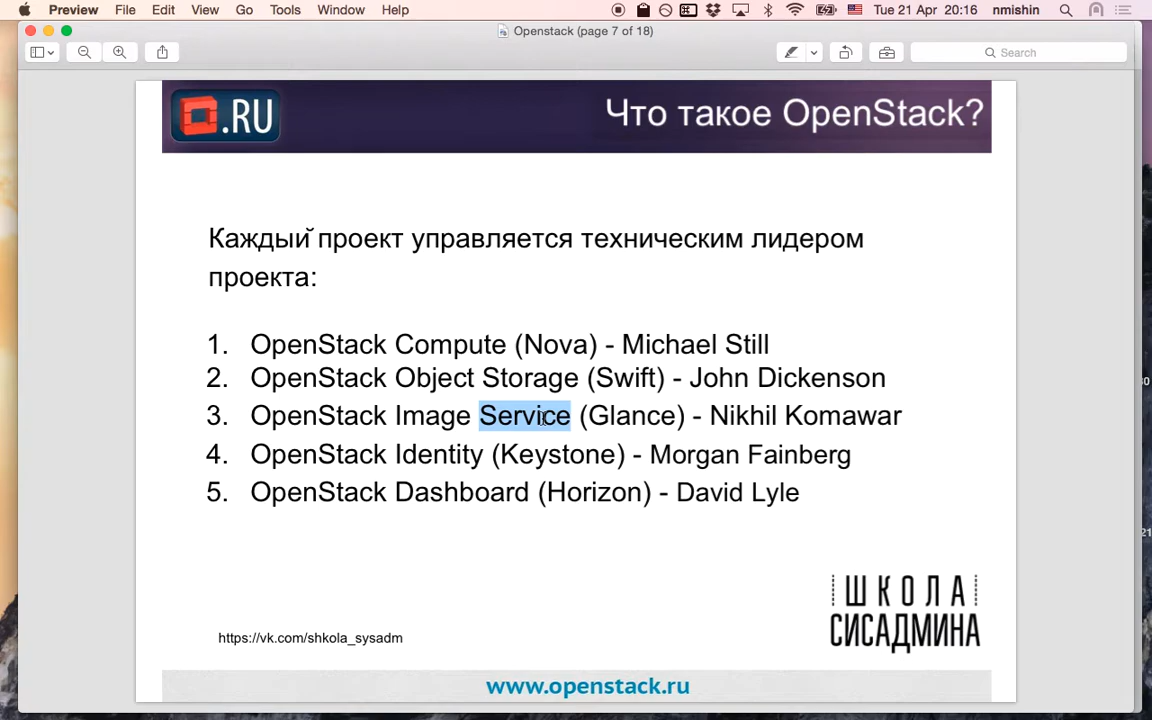 Preview File Edit View Go Tools Window Help Tue 21 Apr 20:16 nmishin
Openstack (page 7 of 18)
Search
.RU Что такое OpenStack?
Каждый проект управляется техническим лидером
проекта:
1. OpenStack Compute (Nova) - Michael Still
2. OpenStack Object Storage (Swift) - John Dickenson
3. OpenStack Image Service (Glance) - Nikhil Komawar
4. OpenStack Identity (Keystone) - Morgan Fainberg
5. OpenStack Dashboard (Horizon) - David Lyle
ШКОЛА
СИСАДМИНА
https://vk.com/shkola_sysadm
www.openstack.ru